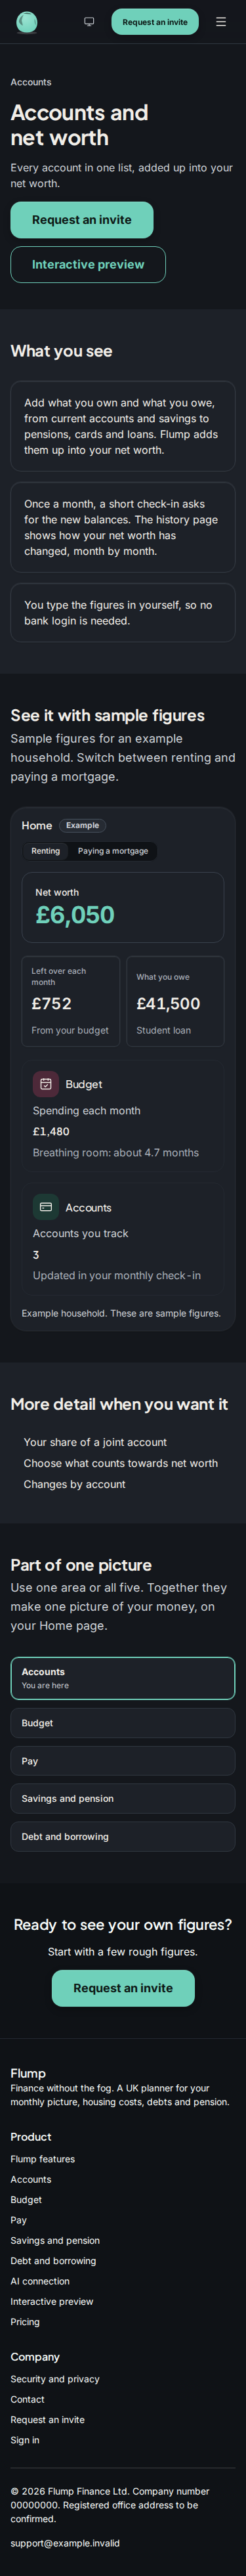 Request an invite
Accounts
Accounts and
net worth
Every account in one list, added up into your
net worth.
Request an invite
Interactive preview
What you see
Add what you own and what you owe,
from current accounts and savings to
pensions, cards and loans. Flump adds
them up into your net worth.
Once a month, a short check-in asks
for the new balances. The history page
shows how your net worth has
changed, month by month.
You type the figures in yourself, so no
bank login is needed.
See it with sample figures
Sample figures for an example
household. Switch between renting and
paying a mortgage.
Home Example
Renting Paying a mortgage
Net worth
£6,050
Left over each
month
£752
From your budget
What you owe
£41,500
Student loan
Budget
Spending each month
£1,480
Breathing room: about 4.7 months
Accounts
Accounts you track
3
Updated in your monthly check-in
Example household. These are sample figures.
More detail when you want it
Your share of a joint account
Choose what counts towards net worth
Changes by account
Part of one picture
Use one area or all five. Together they
make one picture of your money, on
your Home page.
Accounts
You are here
Budget
Pay
Savings and pension
Debt and borrowing
Ready to see your own figures?
Start with a few rough figures.
Request an invite
Flump
Finance without the fog. A UK planner for your
monthly picture, housing costs, debts and pension.
Product
Flump features
Accounts
Budget
Pay
Savings and pension
Debt and borrowing
AI connection
Interactive preview
Pricing
Company
Security and privacy
Contact
Request an invite
Sign in
© 2026 Flump Finance Ltd. Company number
00000000. Registered office address to be
confirmed.
support@example.invalid